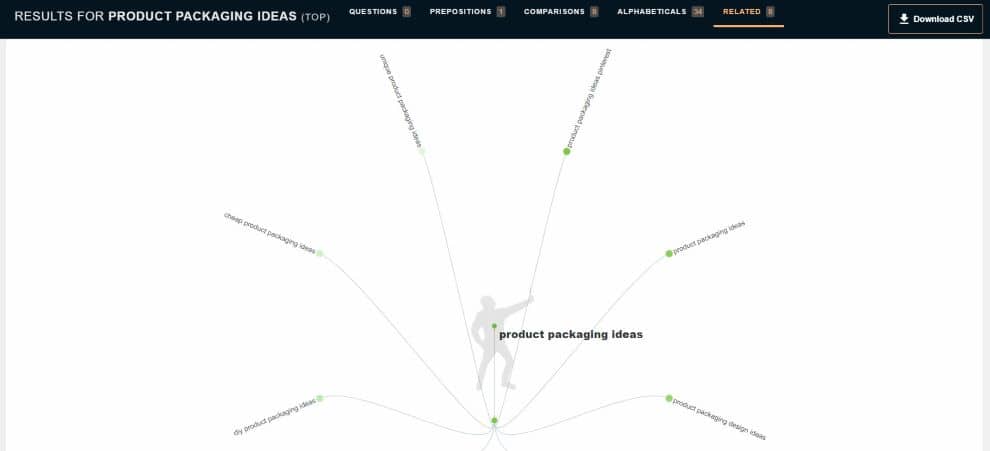 RESULTS FOR PRODUCT PACKAGING IDEAS (TOP)
QUESTIONS 0
PREPOSITIONS 1
COMPARISONS
ALPHABETICALS 34
RELATED
Download CSV
unique product packaging ideas
product packaging ideas pinterest
cheap product packaging ideas
product packaging ideas
product packaging ideas
diy product packaging ideas
product packaging design ideas